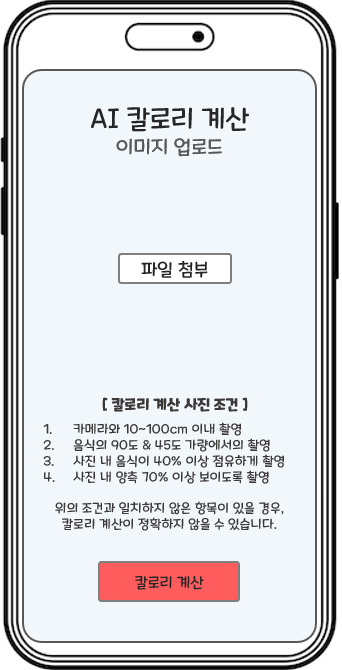 AI 칼로리 계산
이미지 업로드
파일 첨부
[ 칼로리 계산 사진 조건 ]
1. 카메라와 10~100cm 이내 촬영
2. 음식의 90도 & 45도 가량에서의 촬영
3. 사진 내 음식이 40% 이상 점유하게 촬영
4. 사진 내 양측 70% 이상 보이도록 촬영
위의 조건과 일치하지 않은 항목이 있을 경우,
칼로리 계산이 정확하지 않을 수 있습니다.
칼로리 계산